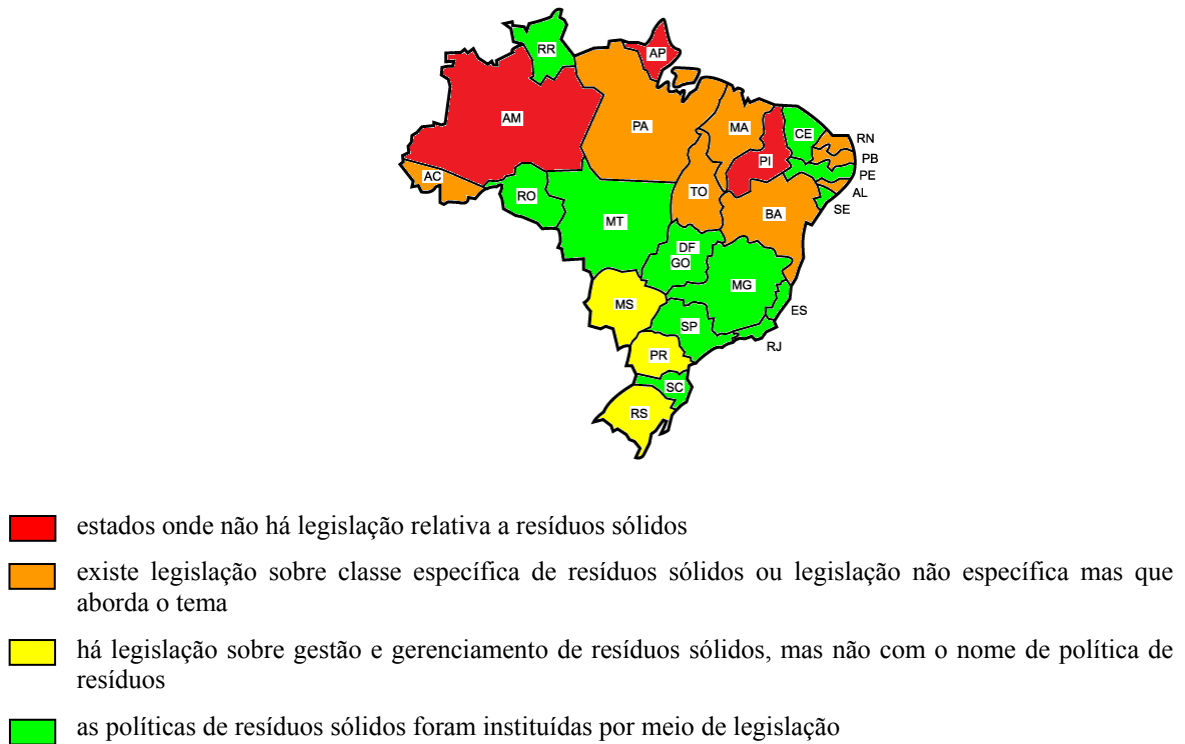 RR
AP
AM
PA
MA
CE
RN
PB
PE
AL
SE
PI
AC
RO
TO
BA
MT
DF
GO
MG
MS
ES
SP
RJ
PR
SC
RS
estados onde não há legislação relativa a resíduos sólidos
existe legislação sobre classe específica de resíduos sólidos ou legislação não específica mas que
aborda o tema
há legislação sobre gestão e gerenciamento de resíduos sólidos, mas não com o nome de política de
resíduos
as políticas de resíduos sólidos foram instituídas por meio de legislação